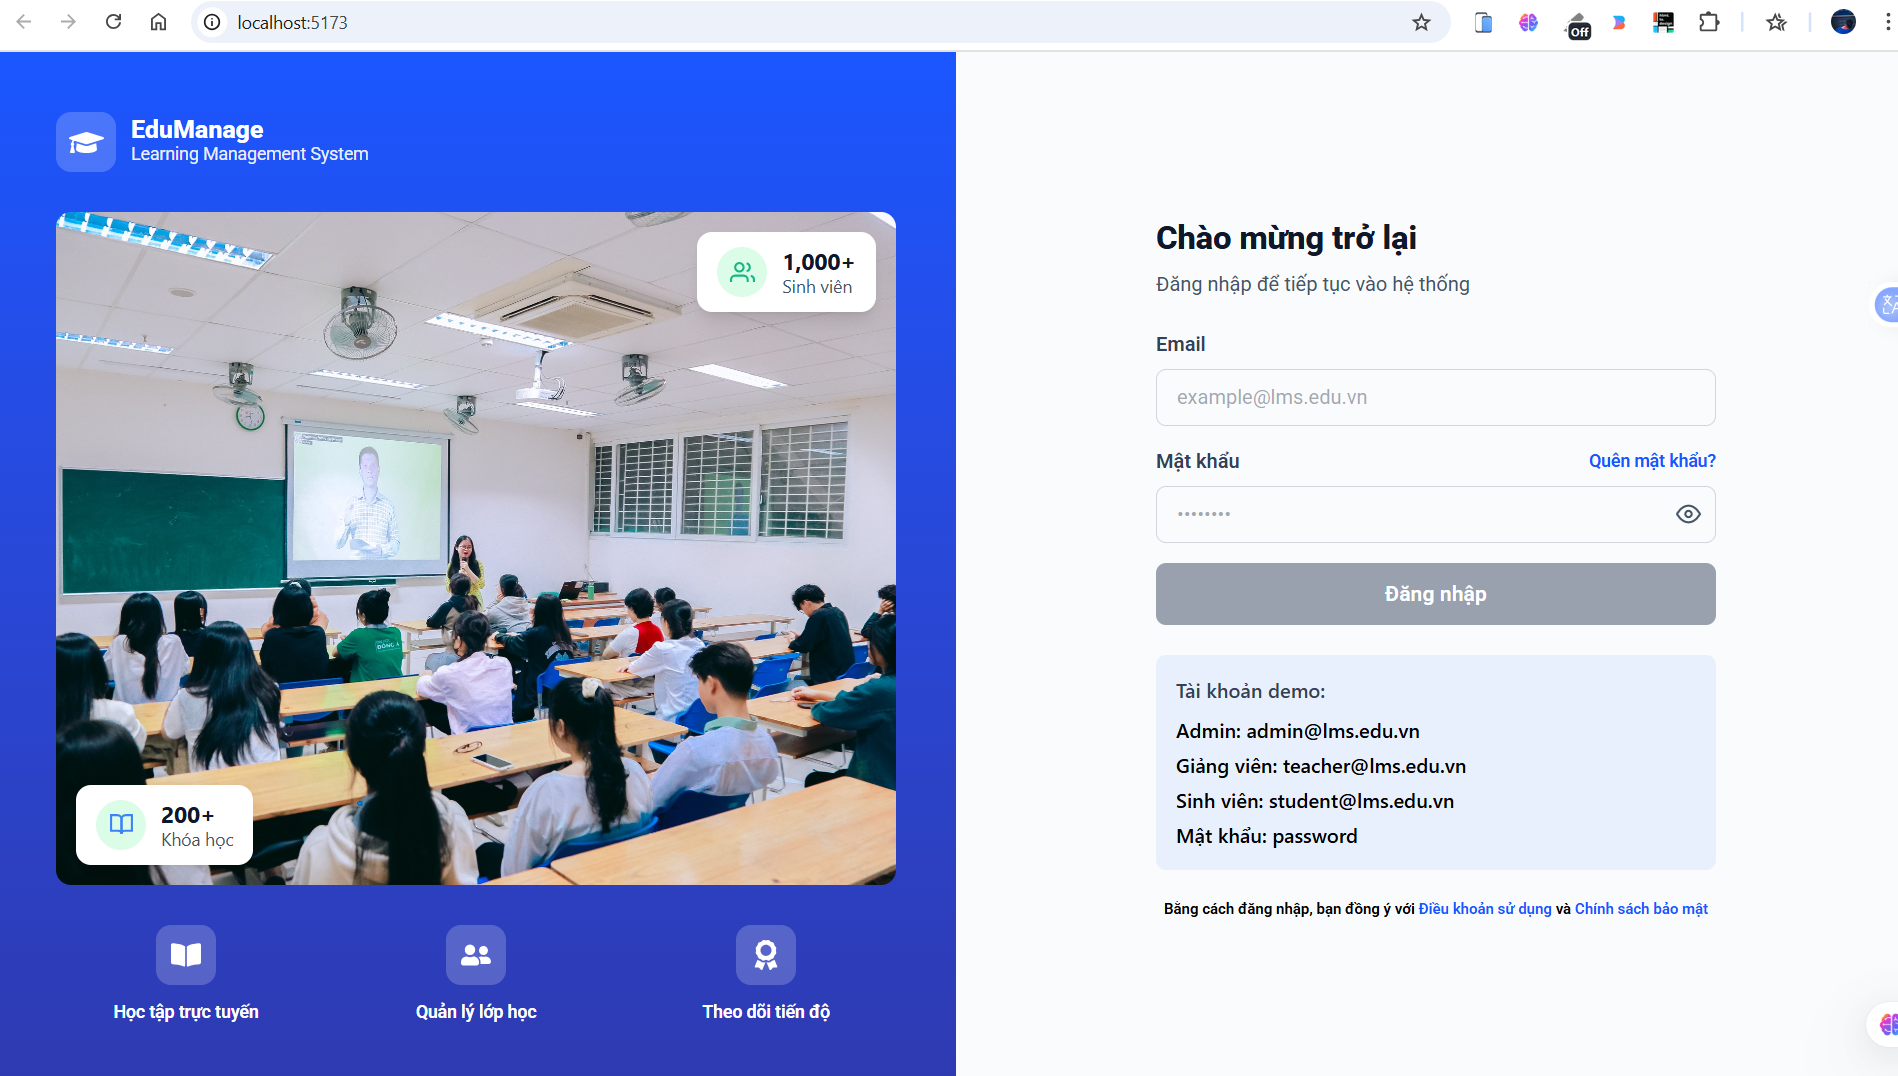 localhost:5173
Off
EduManage
Learning Management System
1,000+
Sinh viên
200+
Khóa học
Học tập trực tuyến
Quản lý lớp học
Theo dõi tiến độ
Chào mừng trở lại
Đăng nhập để tiếp tục vào hệ thống
Email
example@lms.edu.vn
Mật khẩu
Quên mật khẩu?
••••••••
Đăng nhập
Tài khoản demo:
Admin: admin@lms.edu.vn
Giảng viên: teacher@lms.edu.vn
Sinh viên: student@lms.edu.vn
Mật khẩu: password
Bằng cách đăng nhập, bạn đồng ý với Điều khoản sử dụng và Chính sách bảo mật